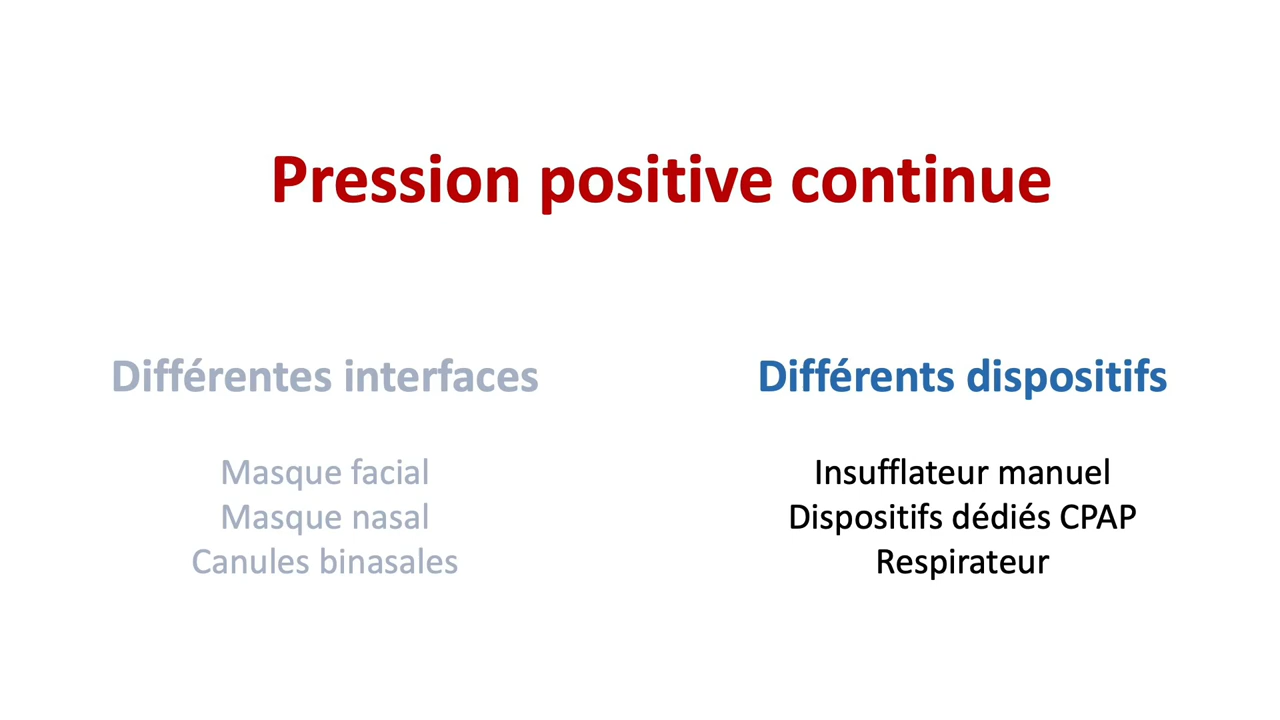 Pression positive continue
Différentes interfaces
Masque facial
Masque nasal
Canules binasales
Différents dispositifs
Insufflateur manuel
Dispositifs dédiés CPAP
Respirateur